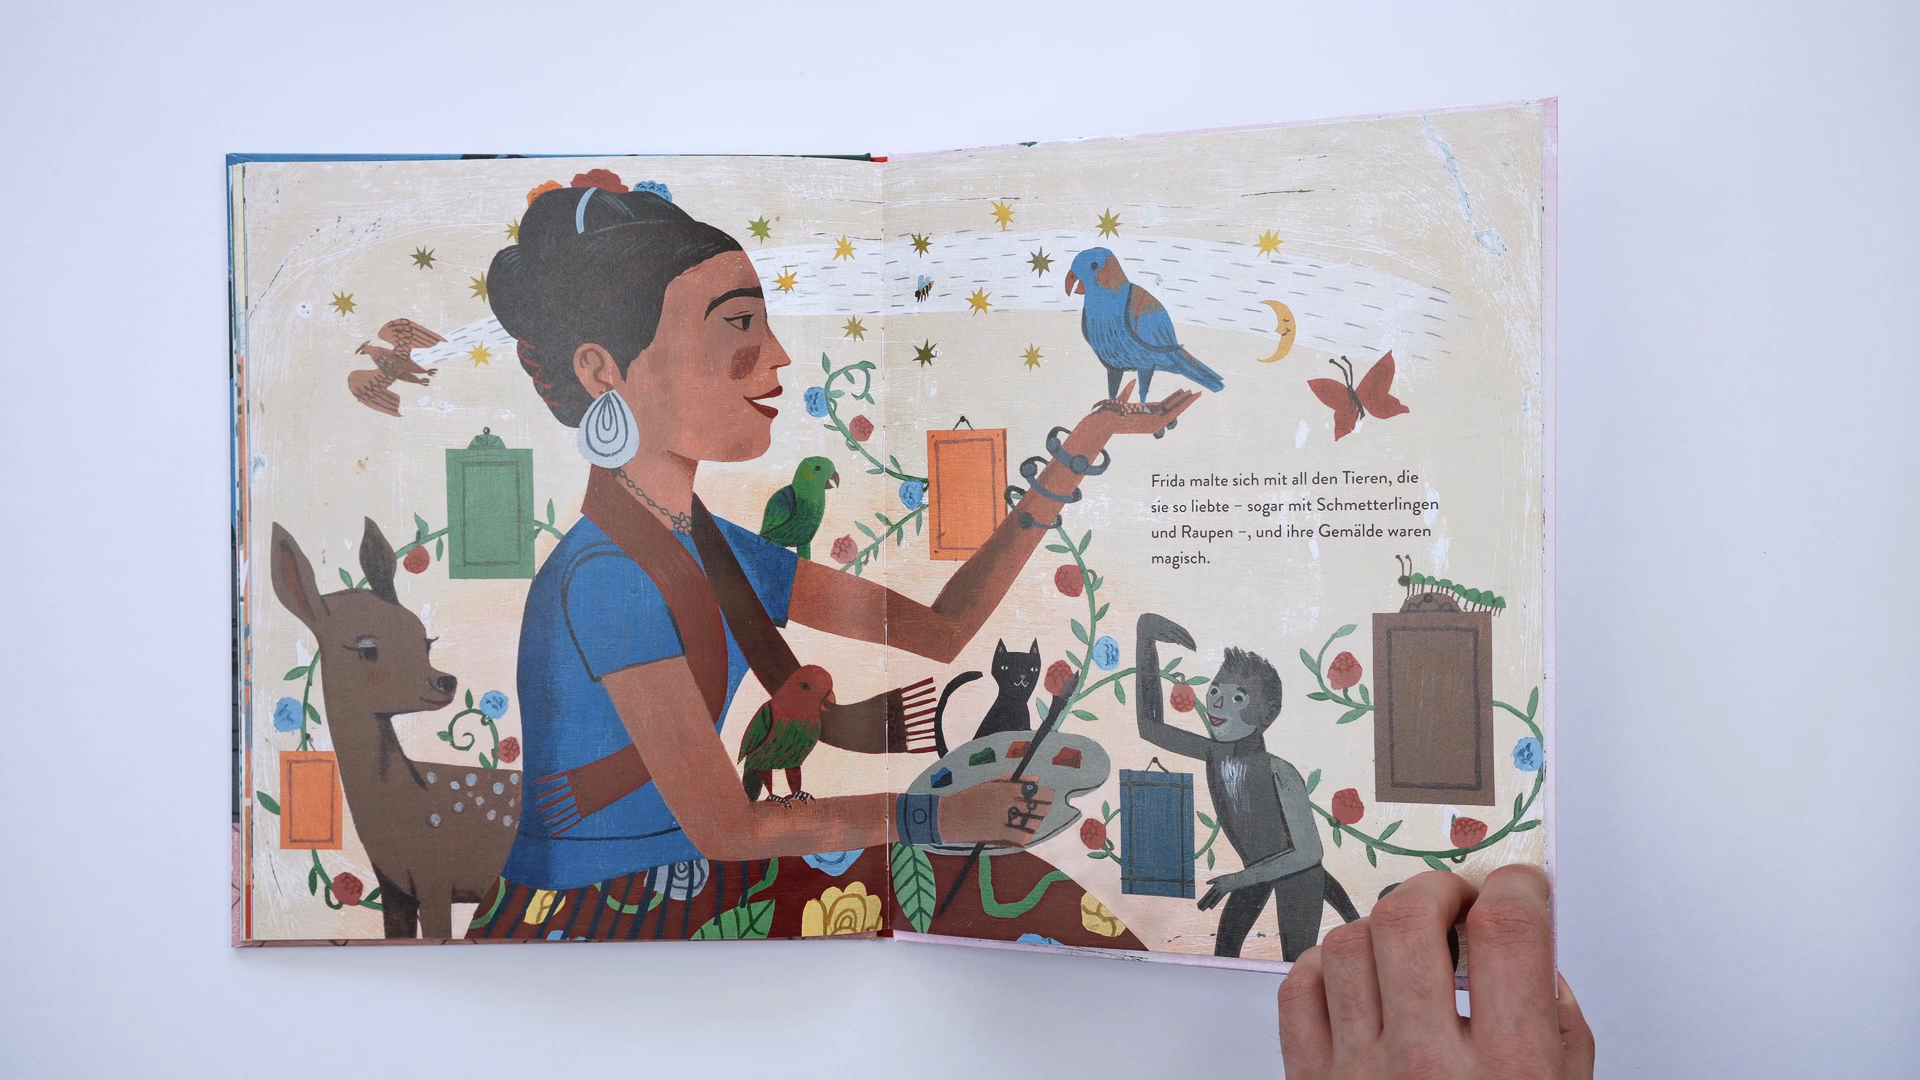 Frida malte sich mit all den Tieren, die
sie so liebte – sogar mit Schmetterlingen
und Raupen –, und ihre Gemälde waren
magisch.